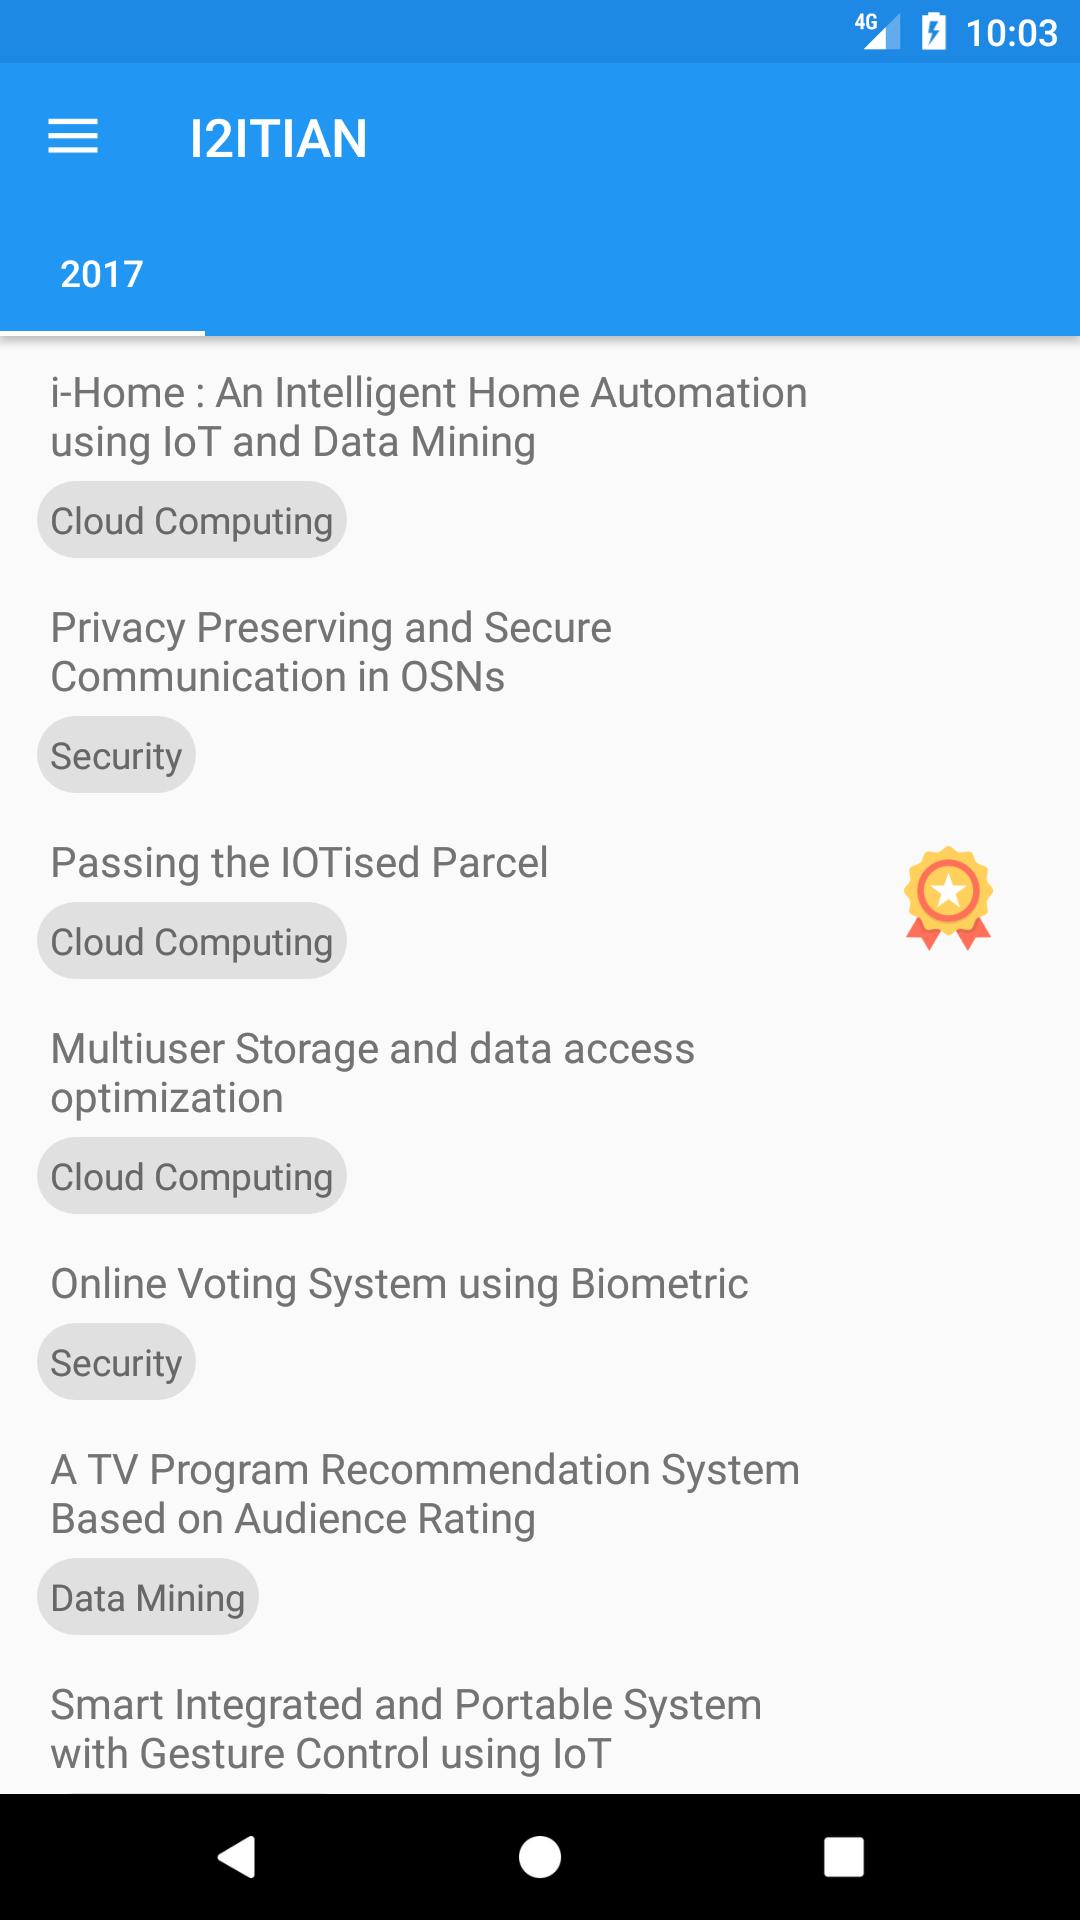 4G 10:03
I2ITIAN
2017
i-Home : An Intelligent Home Automation
using IoT and Data Mining
Cloud Computing
Privacy Preserving and Secure
Communication in OSNs
Security
Passing the IOTised Parcel
Cloud Computing
Multiuser Storage and data access
optimization
Cloud Computing
Online Voting System using Biometric
Security
A TV Program Recommendation System
Based on Audience Rating
Data Mining
Smart Integrated and Portable System
with Gesture Control using IoT